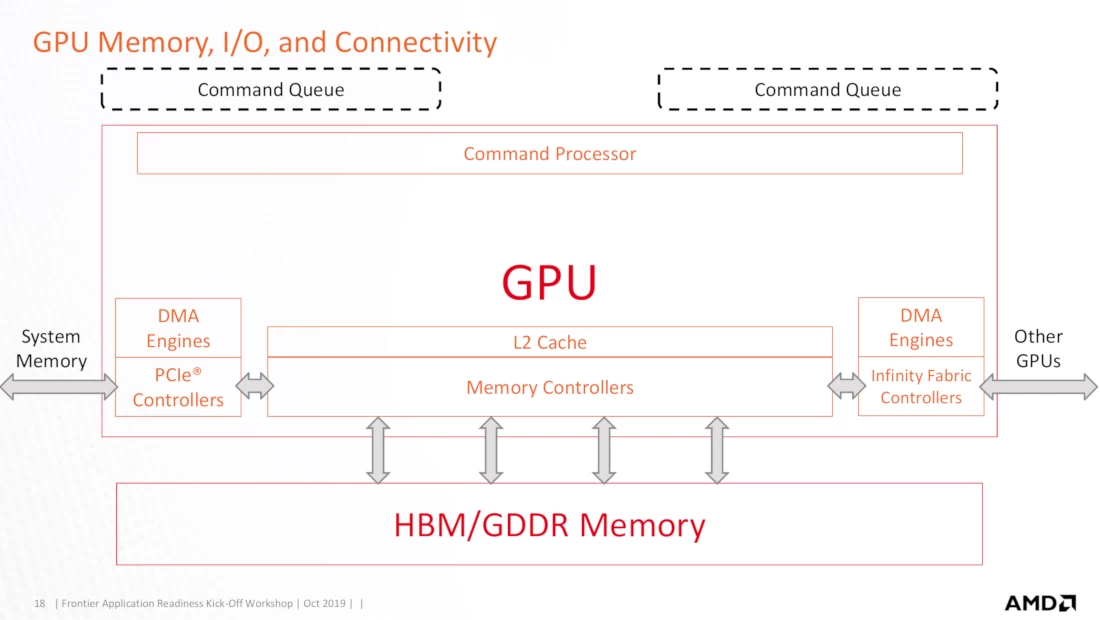 GPU Memory, I/O, and Connectivity
Command Queue
Command Queue
Command Processor
GPU
DMA
Engines
PCIe®
Controllers
System
Memory
L2 Cache
Memory Controllers
DMA
Engines
Infinity Fabric
Controllers
Other
GPUs
HBM/GDDR Memory
18 | Frontier Application Readiness Kick-Off Workshop | Oct 2019 | |
AMD